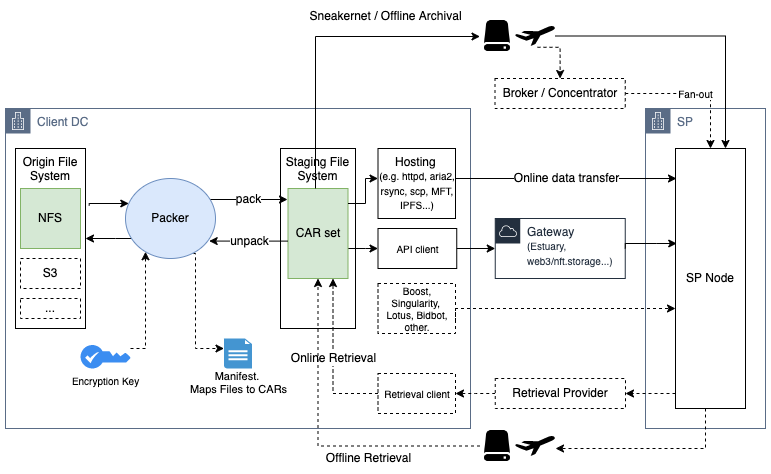 Sneakernet / Offline Archival
Broker / Concentrator
Fan-out
Client DC
SP
Origin File
System
NFS
S3
...
Packer
pack
unpack
Staging File
System
CAR set
Hosting
(e.g. httpd, aria2,
rsync, scp, MFT,
IPFS...)
Online data transfer
API client
Gateway
(Estuary,
web3/nft.storage...)
SP Node
Boost,
Singularity,
Lotus, Bidbot,
other.
Encryption Key
Manifest.
Maps Files to CARs
Online Retrieval
Retrieval client
Retrieval Provider
Offline Retrieval